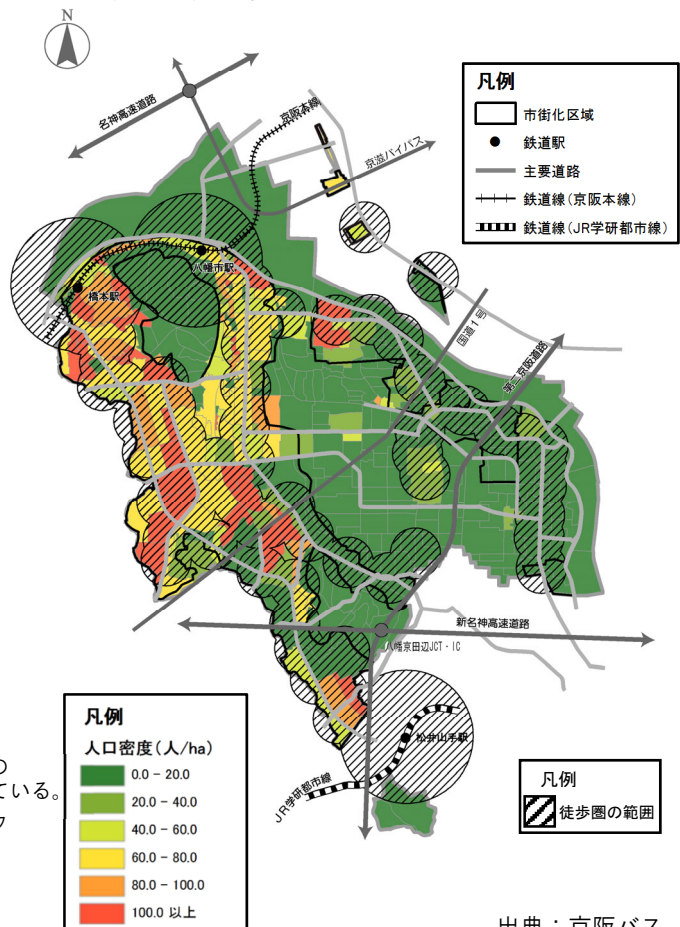 N
名神高速道路
京阪本線
京滋バイパス
凡例
市街化区域
鉄道駅
主要道路
鉄道線(京阪本線)
鉄道線(JR学研都市線)
八幡市駅
橋本駅
国道1号
第二京阪道路
新名神高速道路
八幡京田辺JCT・IC
松井山手駅
JR学研都市線
の
ている。
凡例
人口密度(人/ha)
0.0 - 20.0
20.0 - 40.0
40.0 - 60.0
60.0 - 80.0
80.0 - 100.0
100.0 以上
凡例
徒歩圏の範囲
出典:京阪バス